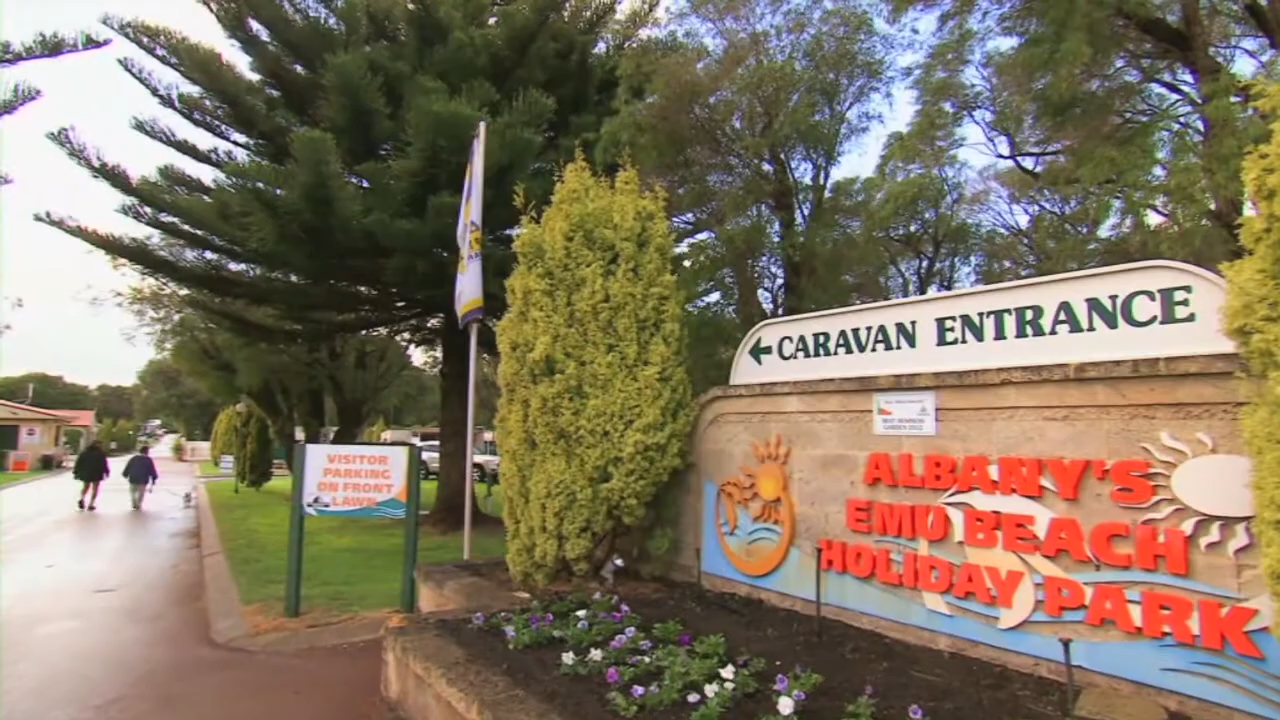 CARAVAN ENTRANCE
ALBANY'S
EMU BEACH
HOLIDAY PARK
VISITOR
PARKING
ON FRONT
LAWN